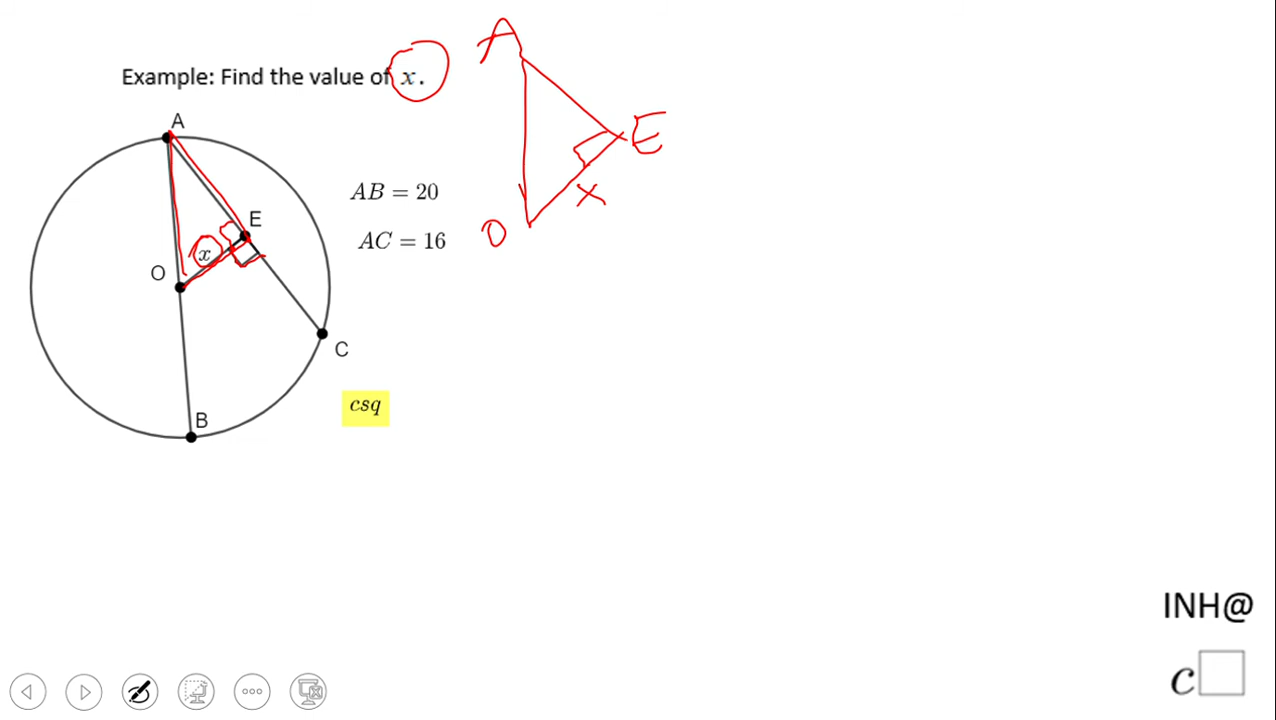 Example: Find the value of x.
A
E
x
O
A
E
x
O
AB = 20
AC = 16
C
B
csq
INH@
c